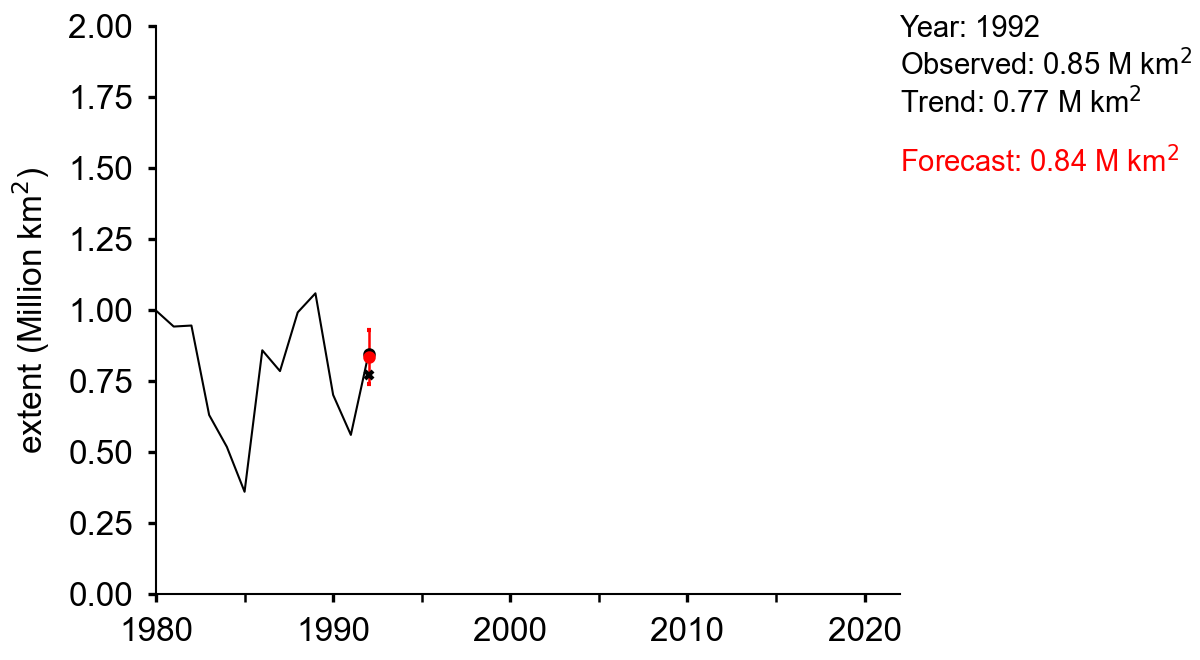 2.00
1.75
1.50
1.25
1.00
0.75
0.50
0.25
0.00
extent (Million km²)
1980 1990 2000 2010 2020
Year: 1992
Observed: 0.85 M km²
Trend: 0.77 M km²
Forecast: 0.84 M km²